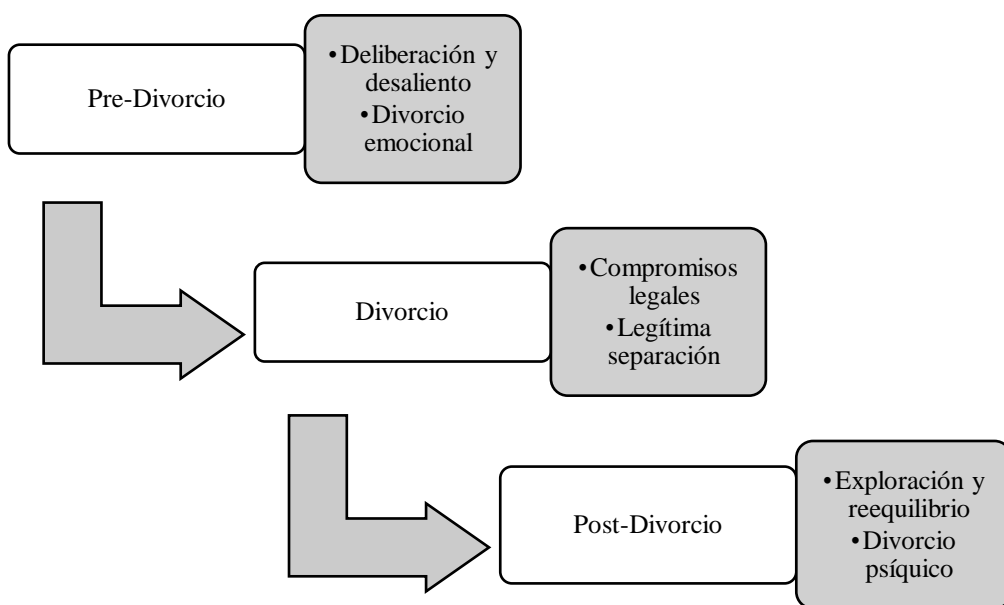 Pre-Divorcio
•Deliberación y
desaliento
•Divorcio
emocional
Divorcio
•Compromisos
legales
•Legítima
separación
Post-Divorcio
•Exploración y
reequilibrio
•Divorcio
psíquico